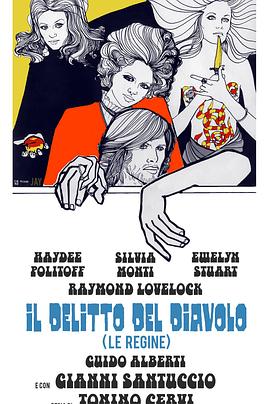 JAY
HAYDEE SILVIA EWELYN
POLITOFF MONTI STUART
RAYMOND LOVELOCK
IL DELITTO DEL DIAVOLO
(LE REGINE)
GUIDO ALBERTI
E CON GIANNI SANTUCCIO
TONINO CERVI